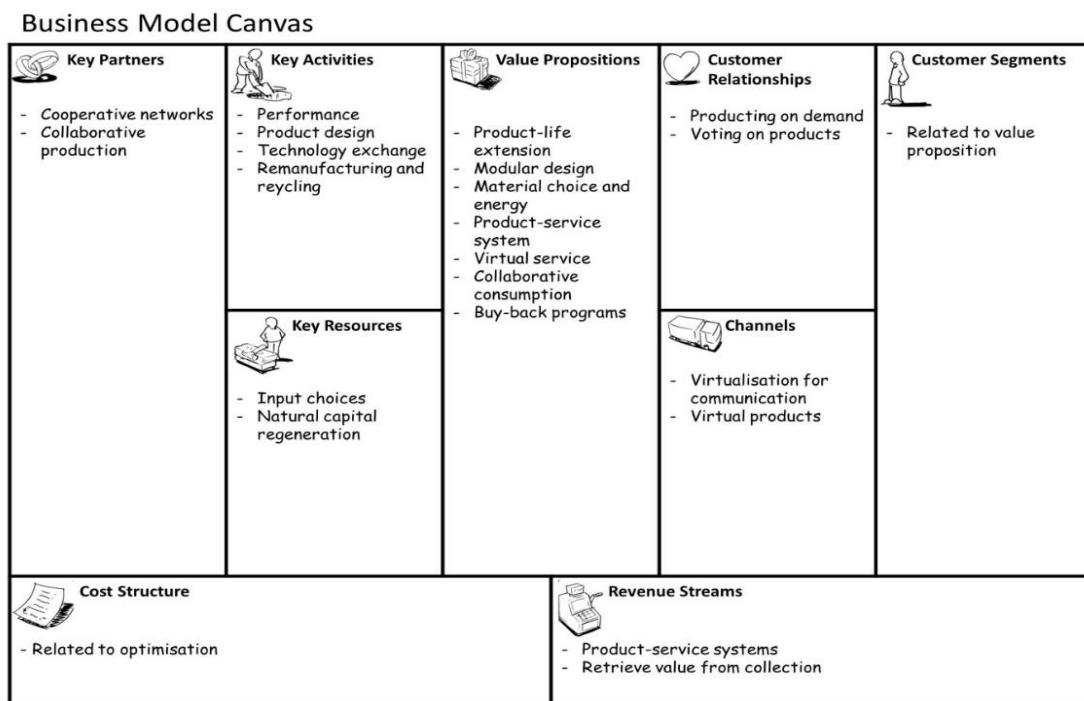 Business Model Canvas
Key Partners
- Cooperative networks
- Collaborative
production
Key Activities
- Performance
- Product design
- Technology exchange
- Remanufacturing and
reycling
Key Resources
- Input choices
- Natural capital
regeneration
Value Propositions
- Product-life
extension
- Modular design
- Material choice and
energy
- Product-service
system
- Virtual service
- Collaborative
consumption
- Buy-back programs
Customer
Relationships
- Producting on demand
- Voting on products
Channels
- Virtualisation for
communication
- Virtual products
Customer Segments
- Related to value
proposition
Cost Structure
- Related to optimisation
Revenue Streams
- Product-service systems
- Retrieve value from collection